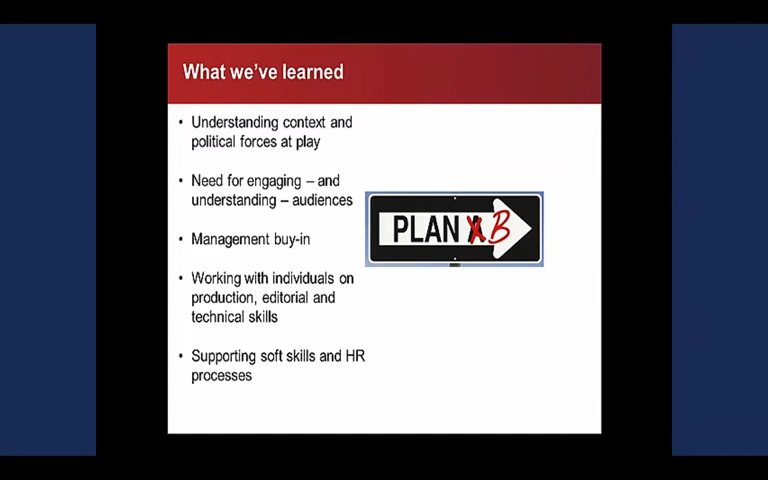 What we've learned
• Understanding context and
political forces at play
• Need for engaging – and
understanding – audiences
• Management buy-in
• Working with individuals on
production, editorial and
technical skills
• Supporting soft skills and HR
processes
PLAN A B